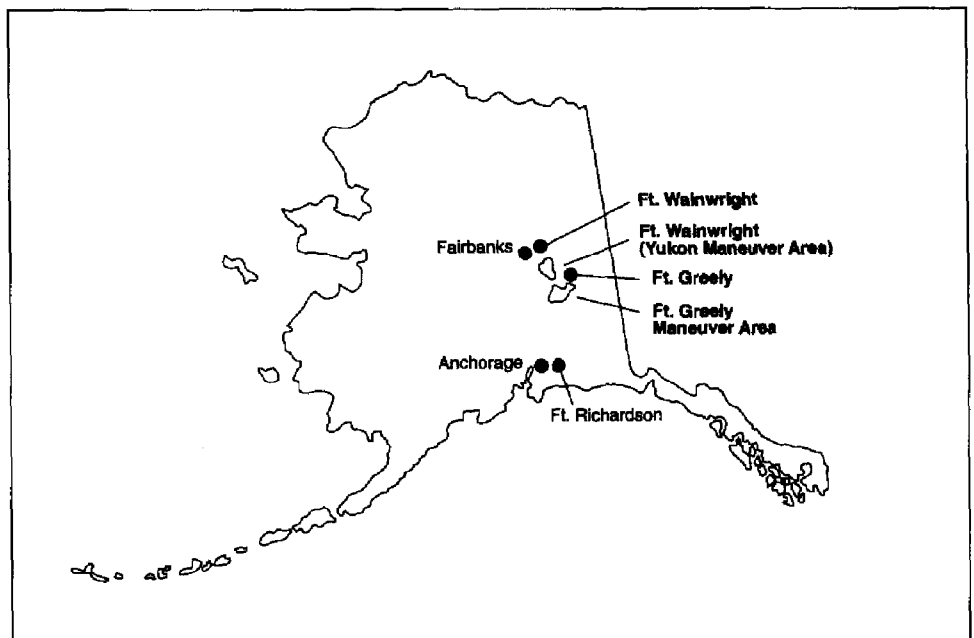 Ft. Wainwright
Ft. Wainwright
(Yukon Maneuver Area)
Fairbanks
Ft. Greely
Ft. Greely
Maneuver Area
Anchorage
Ft. Richardson